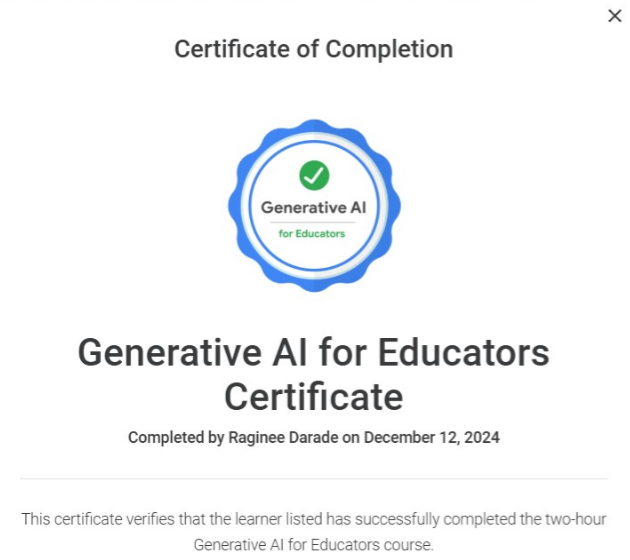 Certificate of Completion
Generative AI
for Educators
Generative AI for Educators
Certificate
Completed by Raginee Darade on December 12, 2024
This certificate verifies that the learner listed has successfully completed the two-hour
Generative AI for Educators course.